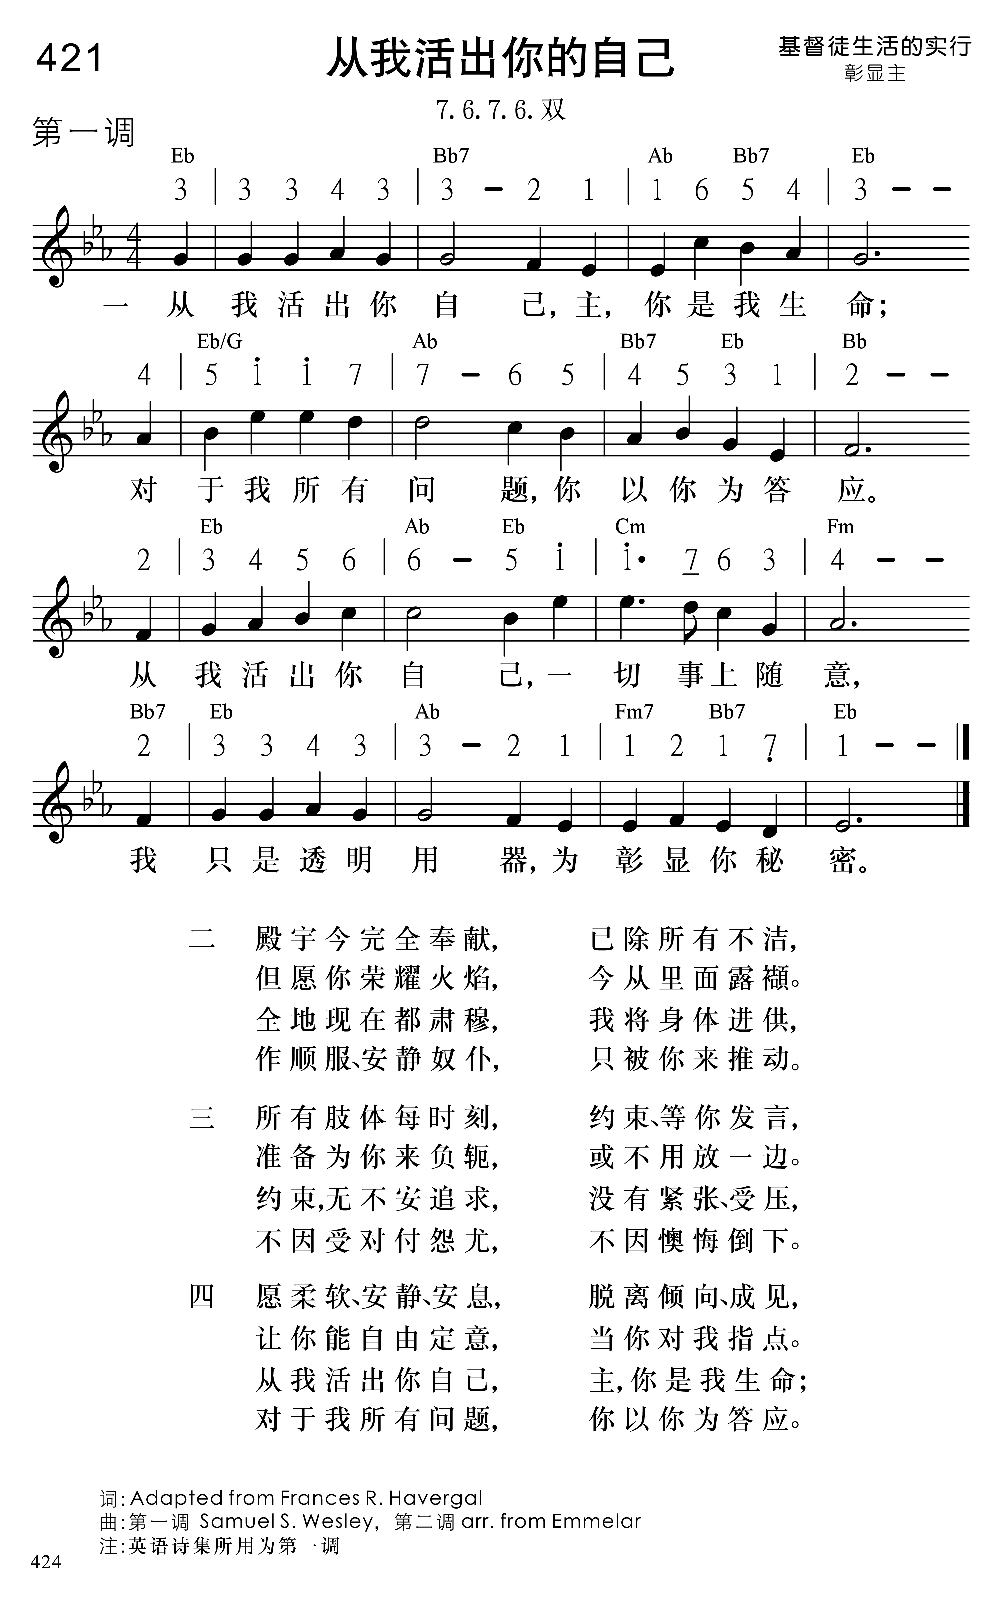 421
从我活出你的自己
基督徒生活的实行
彰显主
7.6.7.6.双
第一调
Eb Bb7 Ab Bb7 Eb
3 | 3 3 4 3 | 3 - 2 1 | 1 6 5 4 | 3 - -
一 从 我 活 出 你 自 己, 主, 你 是 我 生 命;
Eb/G Ab Bb7 Eb Bb
4 | 5 i i 7 | 7 - 6 5 | 4 5 3 1 | 2 - -
对 于 我 所 有 问 题, 你 以 你 为 答 应。
Eb Ab Eb Cm Fm
2 | 3 4 5 6 | 6 - 5 i | i· 7 6 3 | 4 - -
从 我 活 出 你 自 己, 一 切 事 上 随 意,
Bb7 Eb Ab Fm7 Bb7 Eb
2 | 3 3 4 3 | 3 - 2 1 | 1 2 1 7̣ | 1 - -
我 只 是 透 明 用 器, 为 彰 显 你 秘 密。
二 殿宇今完全奉献, 已除所有不洁,
但愿你荣耀火焰, 今从里面露襭。
全地现在都肃穆, 我将身体进供,
作顺服、安静奴仆, 只被你来推动。
三 所有肢体每时刻, 约束、等你发言,
准备为你来负轭, 或不用放一边。
约束,无不安追求, 没有紧张、受压,
不因受对付怨尤, 不因懊悔倒下。
四 愿柔软、安静、安息, 脱离倾向、成见,
让你能自由定意, 当你对我指点。
从我活出你自己, 主,你是我生命;
对于我所有问题, 你以你为答应。
词: Adapted from Frances R. Havergal
曲:第一调 Samuel S. Wesley, 第二调 arr. from Emmelar
注:英语诗集所用为第一调
424